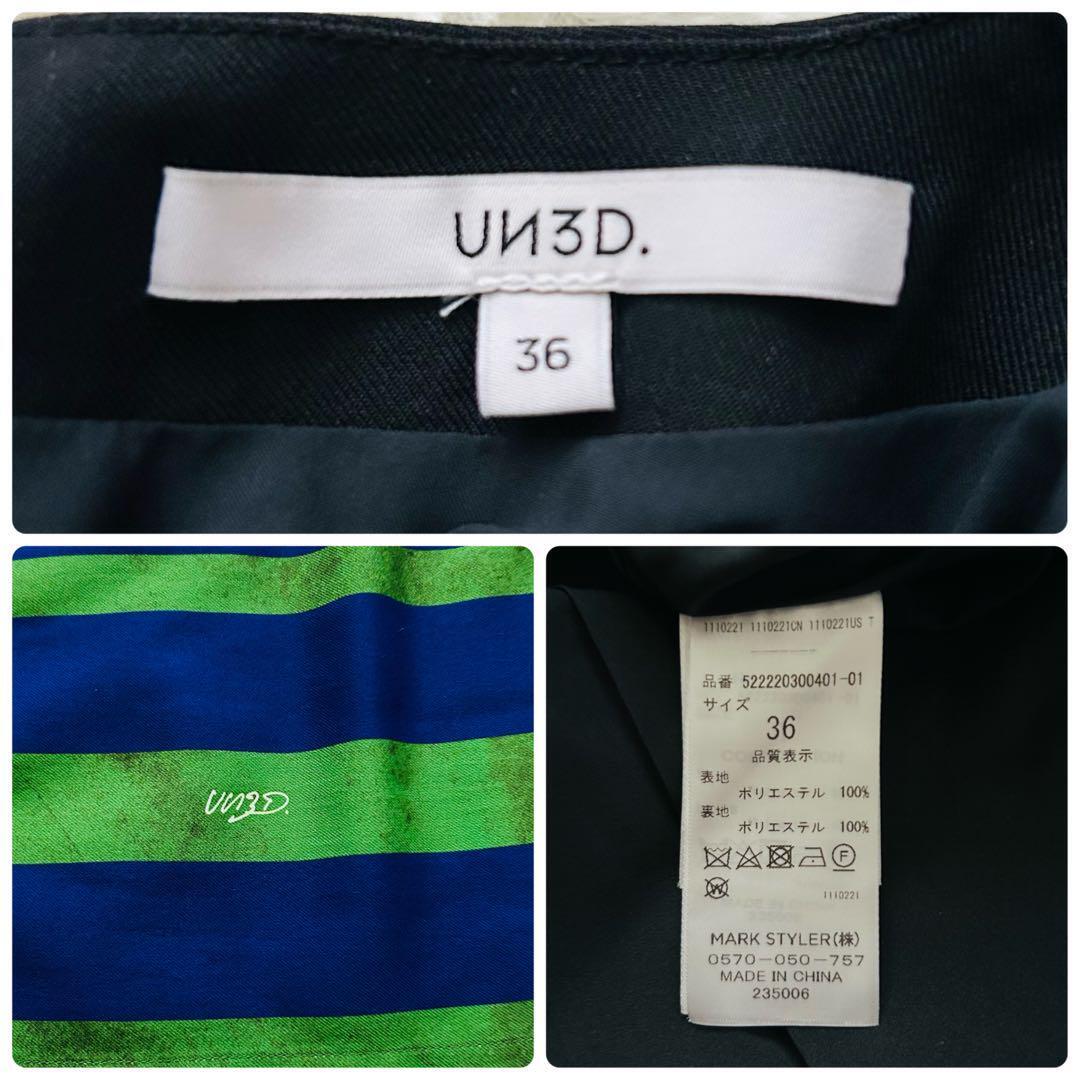 UN3D.
36
UN3D.
1110221 1110221CN 1110221US T
品番 522220300401-01
サイズ
36
品質表示
表地
ポリエステル 100%
裏地
ポリエステル 100%
F
W
1110221
MARK STYLER(株)
0570-050-757
MADE IN CHINA
235006